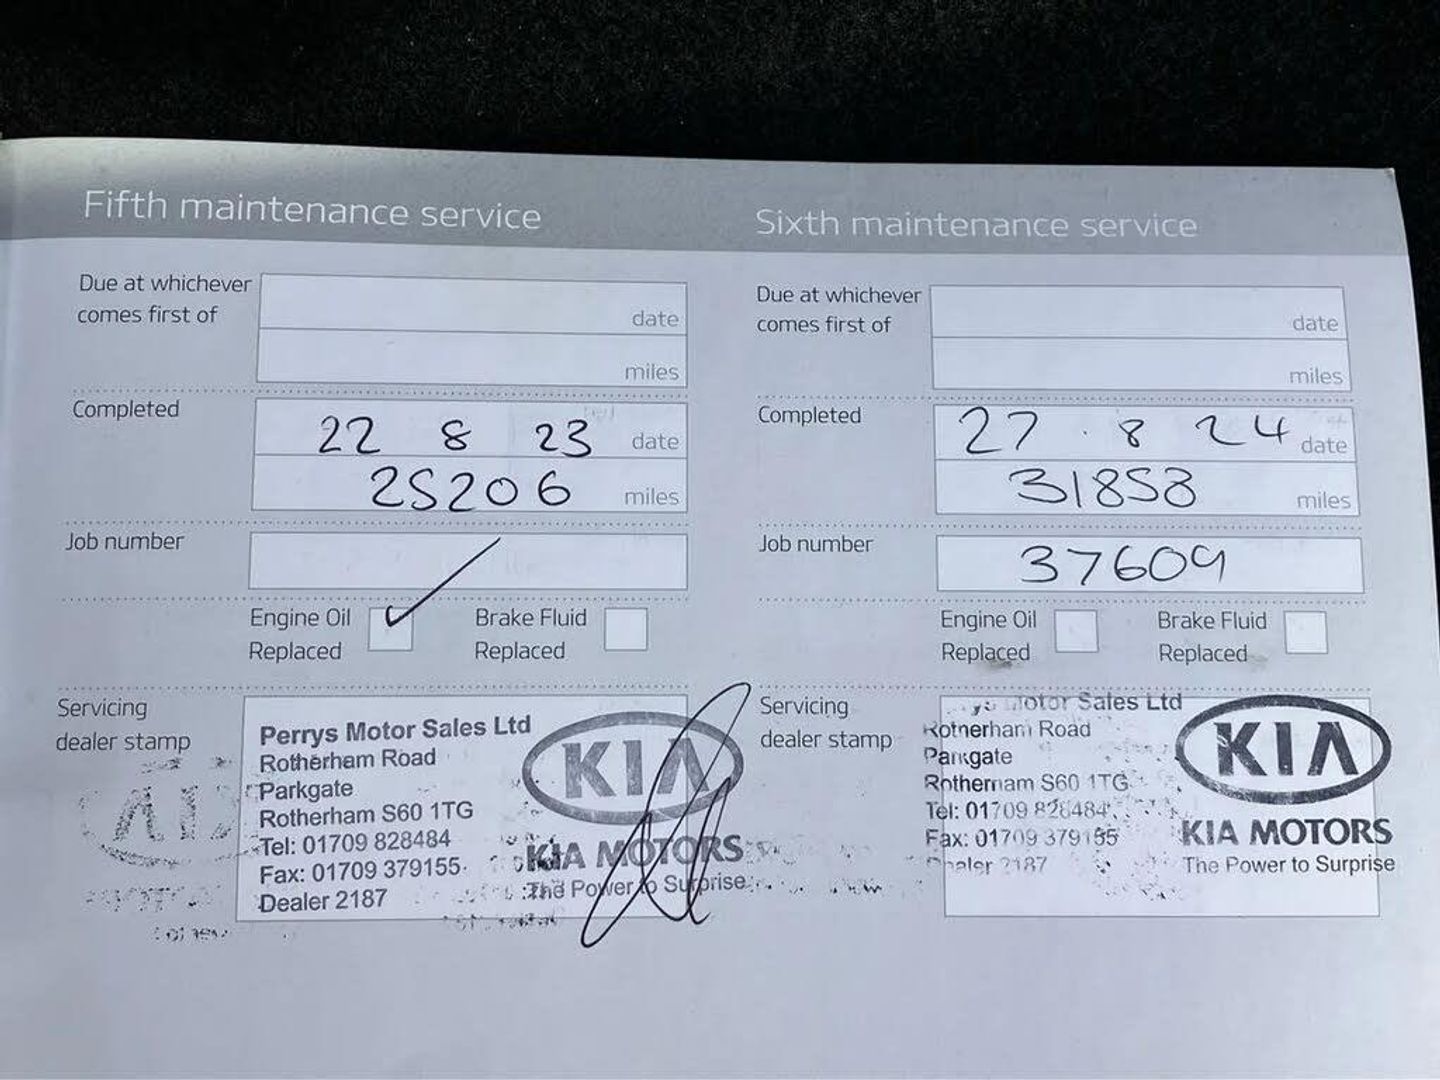 Fifth maintenance service
Due at whichever
comes first of
date
miles
Completed
22 8 23 date
25206 miles
Job number
Engine Oil
Replaced
Brake Fluid
Replaced
Servicing
dealer stamp
Perrys Motor Sales Ltd
Rotherham Road
Parkgate
Rotherham S60 1TG
Tel: 01709 828484
Fax: 01709 379155
Dealer 2187
KIA
KIA MOTORS
The Power to Surprise
Sixth maintenance service
Due at whichever
comes first of
date
miles
Completed
27 . 8 24 date
31858 miles
Job number
37609
Engine Oil
Replaced
Brake Fluid
Replaced
Servicing
dealer stamp
Motor Sales Ltd
Rotherham Road
Parkgate
Rotherham S60 1TG
Tel: 01709 828484
Fax: 01709 379155
Dealer 2187
KIA
KIA MOTORS
The Power to Surprise